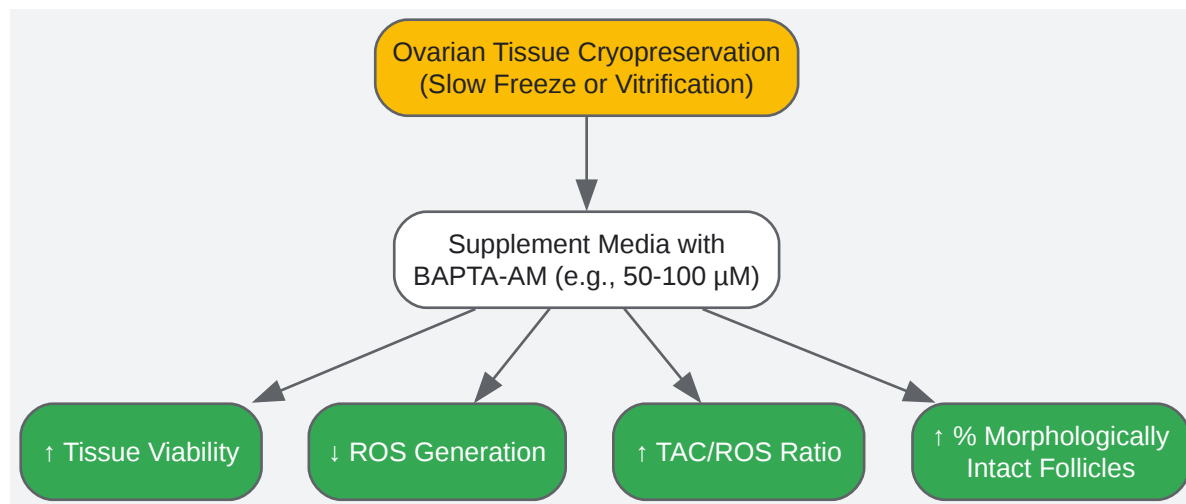 Ovarian Tissue Cryopreservation
(Slow Freeze or Vitrification)
Supplement Media with
BAPTA-AM (e.g., 50-100 µM)
↑ Tissue Viability
↓ ROS Generation
↑ TAC/ROS Ratio
↑ % Morphologically
Intact Follicles